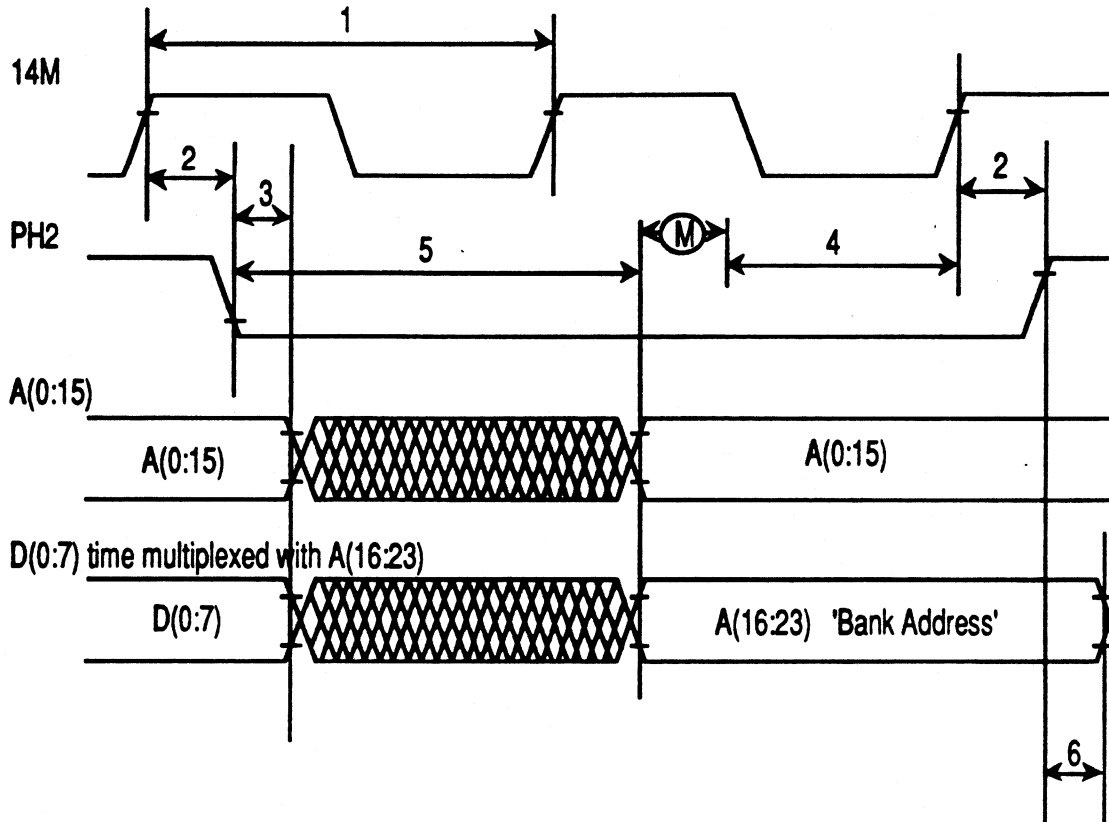 1
14M
2
3
2
PH2
5
M
4
A(0:15)
A(0:15)
A(0:15)
D(0:7) time multiplexed with A(16:23)
D(0:7)
A(16:23) 'Bank Address'
6